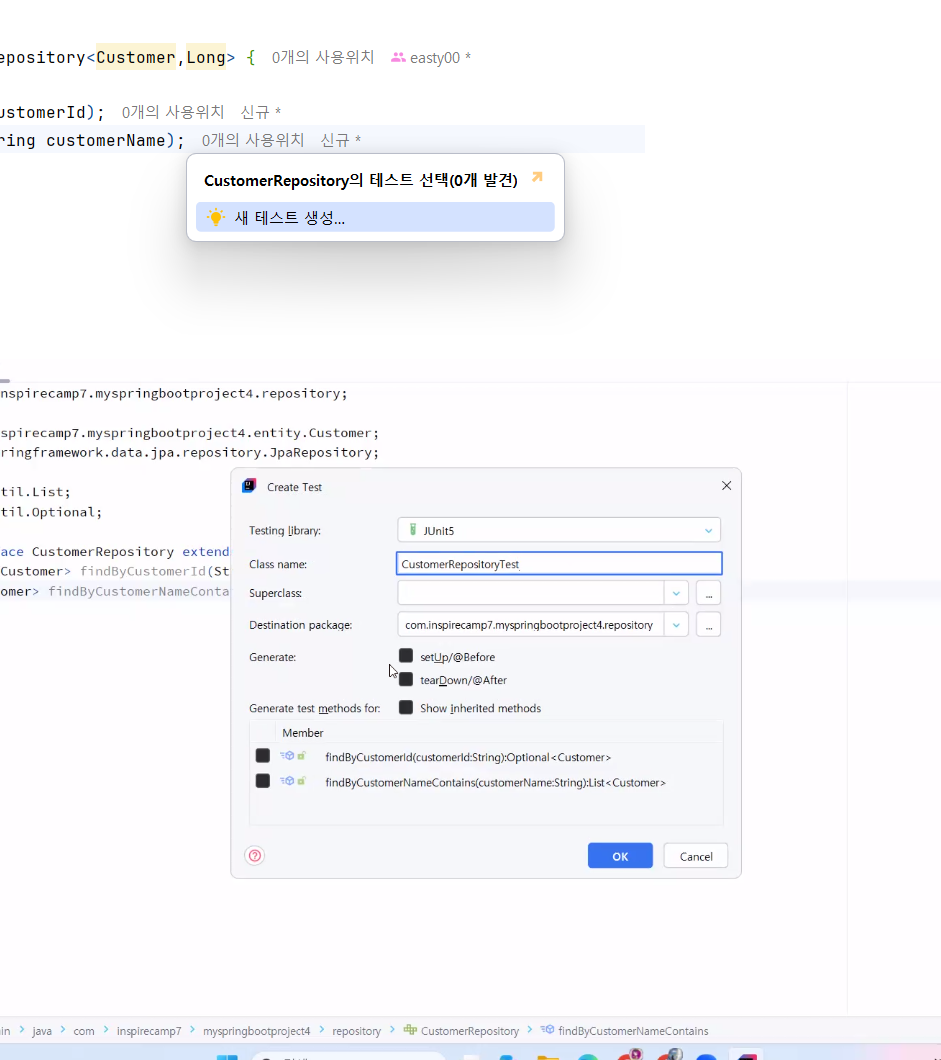 epository<Customer,Long> { 0개의 사용위치 easty00 *
ustomerId); 0개의 사용위치 신규 *
ring customerName); 0개의 사용위치 신규 *
CustomerRepository의 테스트 선택(0개 발견)
새 테스트 생성...
nspirecamp7.myspringbootproject4.repository;
spirecamp7.myspringbootproject4.entity.Customer;
ringframework.data.jpa.repository.JpaRepository;
til.List;
til.Optional;
ace CustomerRepository extend
Customer> findByCustomerId(St
omer> findByCustomerNameConta
Create Test
Testing library: JUnit5
Class name: CustomerRepositoryTest
Superclass: ...
Destination package: com.inspirecamp7.myspringbootproject4.repository ...
Generate: setUp/@Before
tearDown/@After
Generate test methods for: Show inherited methods
Member
findByCustomerId(customerId:String):Optional<Customer>
findByCustomerNameContains(customerName:String):List<Customer>
? OK Cancel
in > java > com > inspirecamp7 > myspringbootproject4 > repository > CustomerRepository > findByCustomerNameContains